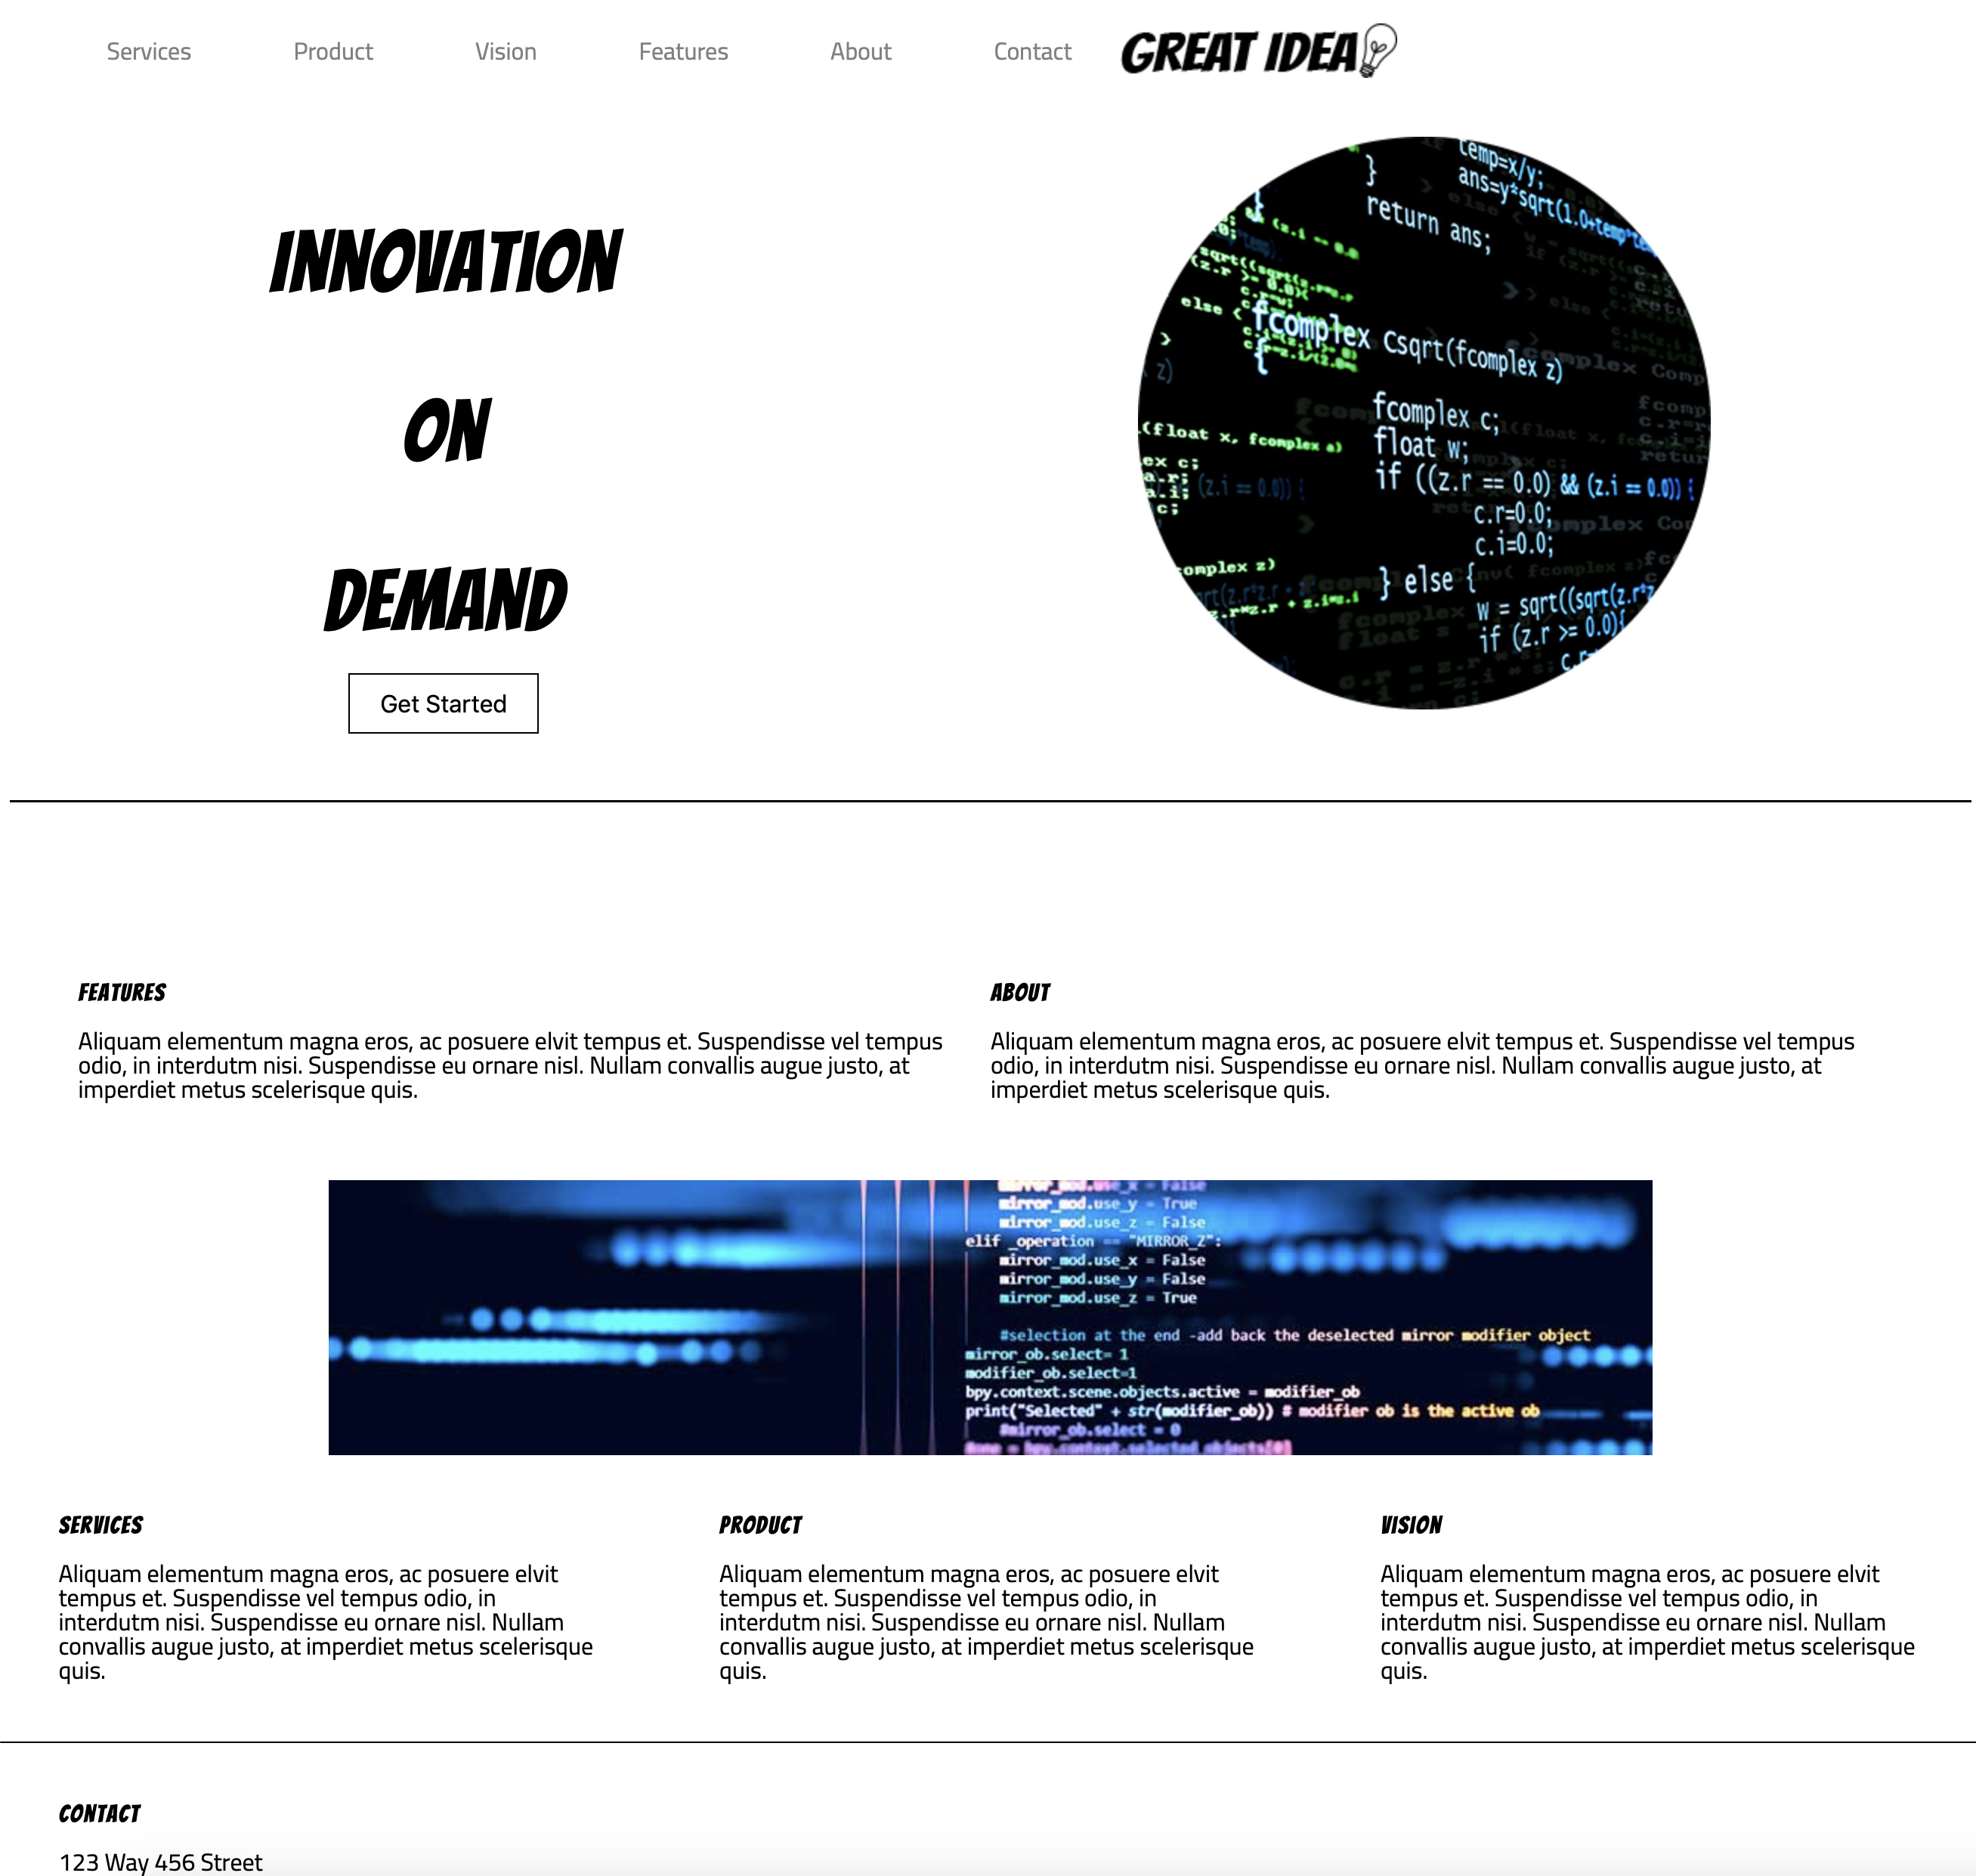 Services Product Vision Features About Contact GREAT IDEA
INNOVATION
ON
DEMAND
Get Started
temp=x/y;
ans=y*sqrt(1.0+temp*te
}
return ans;
fcomplex Csqrt(fcomplex z)
{
fcomplex c;
float w;
if ((z.r == 0.0) && (z.i == 0.0)) {
c.r=0.0;
c.i=0.0;
} else {
w = sqrt((sqrt(z.r*z
if (z.r >= 0.0){
else {
(float x, fcomplex a)
ex c;
a.r;
a.i;
c;
complex z)
z.r*z.r + z.i*z.i
FEATURES
Aliquam elementum magna eros, ac posuere elvit tempus et. Suspendisse vel tempus
odio, in interdutm nisi. Suspendisse eu ornare nisl. Nullam convallis augue justo, at
imperdiet metus scelerisque quis.
ABOUT
Aliquam elementum magna eros, ac posuere elvit tempus et. Suspendisse vel tempus
odio, in interdutm nisi. Suspendisse eu ornare nisl. Nullam convallis augue justo, at
imperdiet metus scelerisque quis.
mirror_mod.use_x = False
mirror_mod.use_y = True
mirror_mod.use_z = False
elif _operation == "MIRROR_Z":
mirror_mod.use_x = False
mirror_mod.use_y = False
mirror_mod.use_z = True
#selection at the end -add back the deselected mirror modifier object
mirror_ob.select= 1
modifier_ob.select=1
bpy.context.scene.objects.active = modifier_ob
print("Selected" + str(modifier_ob)) # modifier ob is the active ob
#mirror_ob.select = 0
= bpy.context.selected_objects[0]
SERVICES
Aliquam elementum magna eros, ac posuere elvit
tempus et. Suspendisse vel tempus odio, in
interdutm nisi. Suspendisse eu ornare nisl. Nullam
convallis augue justo, at imperdiet metus scelerisque
quis.
PRODUCT
Aliquam elementum magna eros, ac posuere elvit
tempus et. Suspendisse vel tempus odio, in
interdutm nisi. Suspendisse eu ornare nisl. Nullam
convallis augue justo, at imperdiet metus scelerisque
quis.
VISION
Aliquam elementum magna eros, ac posuere elvit
tempus et. Suspendisse vel tempus odio, in
interdutm nisi. Suspendisse eu ornare nisl. Nullam
convallis augue justo, at imperdiet metus scelerisque
quis.
CONTACT
123 Way 456 Street